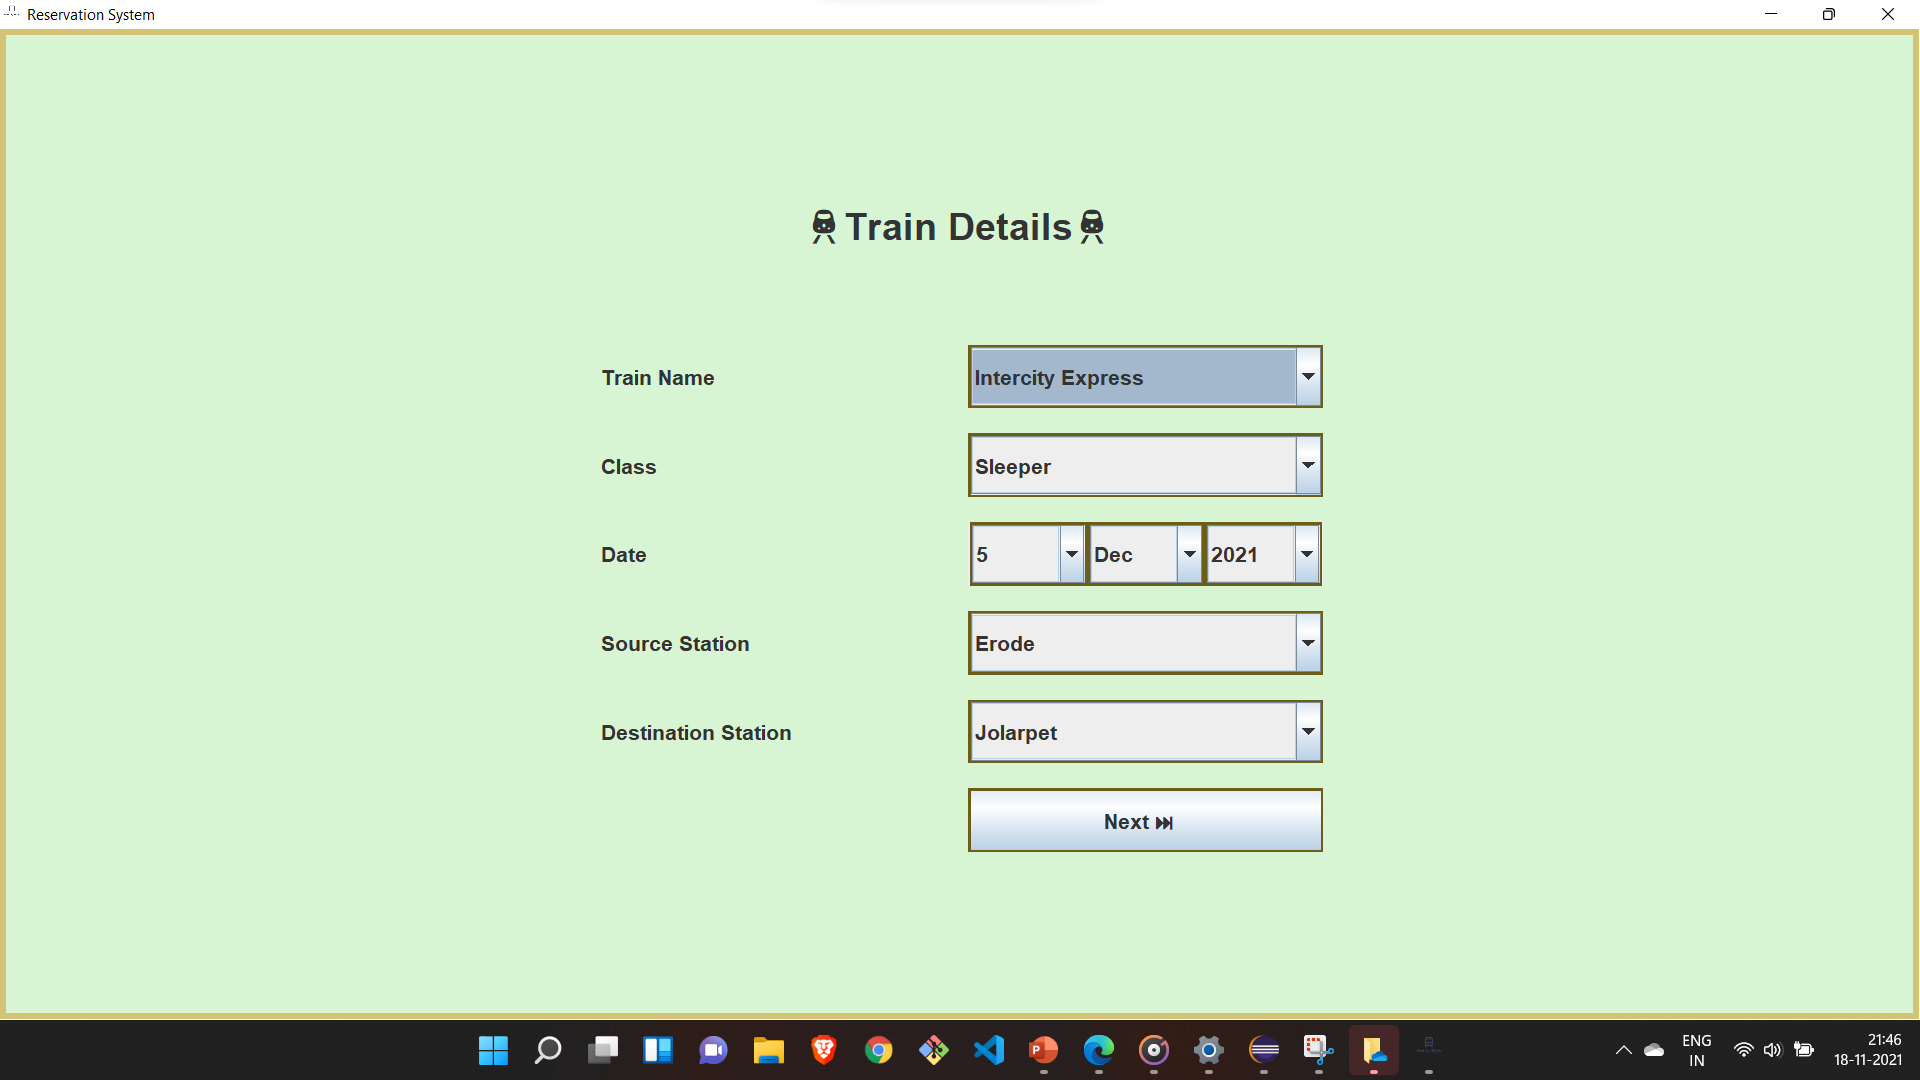 Reservation System
Train Details
Train Name
Intercity Express
Class
Sleeper
Date
5
Dec
2021
Source Station
Erode
Destination Station
Jolarpet
Next
ENG
IN
21:46
18-11-2021